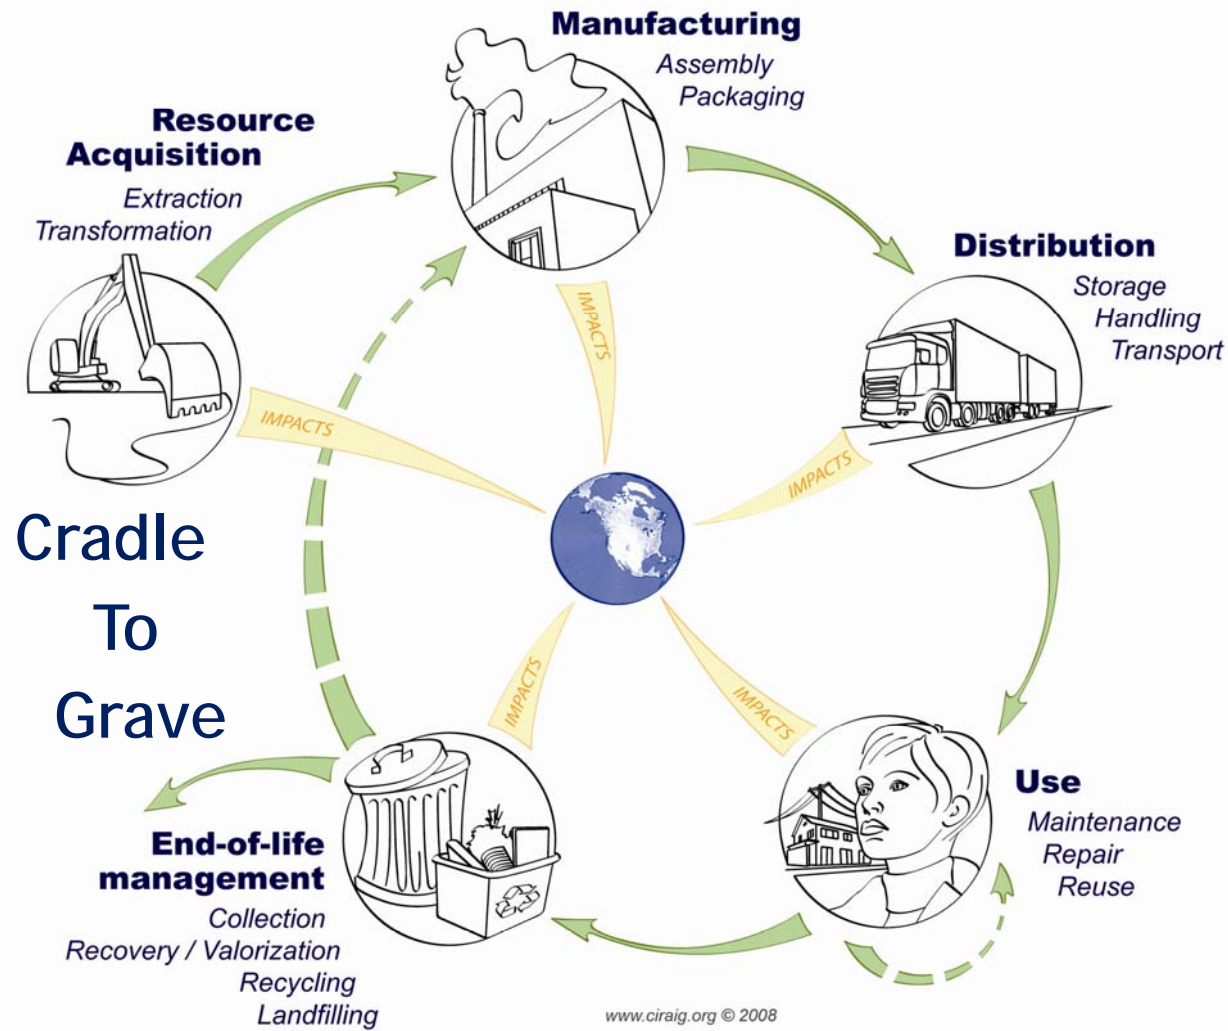 Manufacturing
Assembly
Packaging
Resource
Acquisition
Extraction
Transformation
Distribution
Storage
Handling
Transport
IMPACTS
IMPACTS
IMPACTS
Cradle
To
Grave
IMPACTS
IMPACTS
Use
Maintenance
Repair
Reuse
End-of-life
management
Collection
Recovery / Valorization
Recycling
Landfilling
www.ciraig.org © 2008